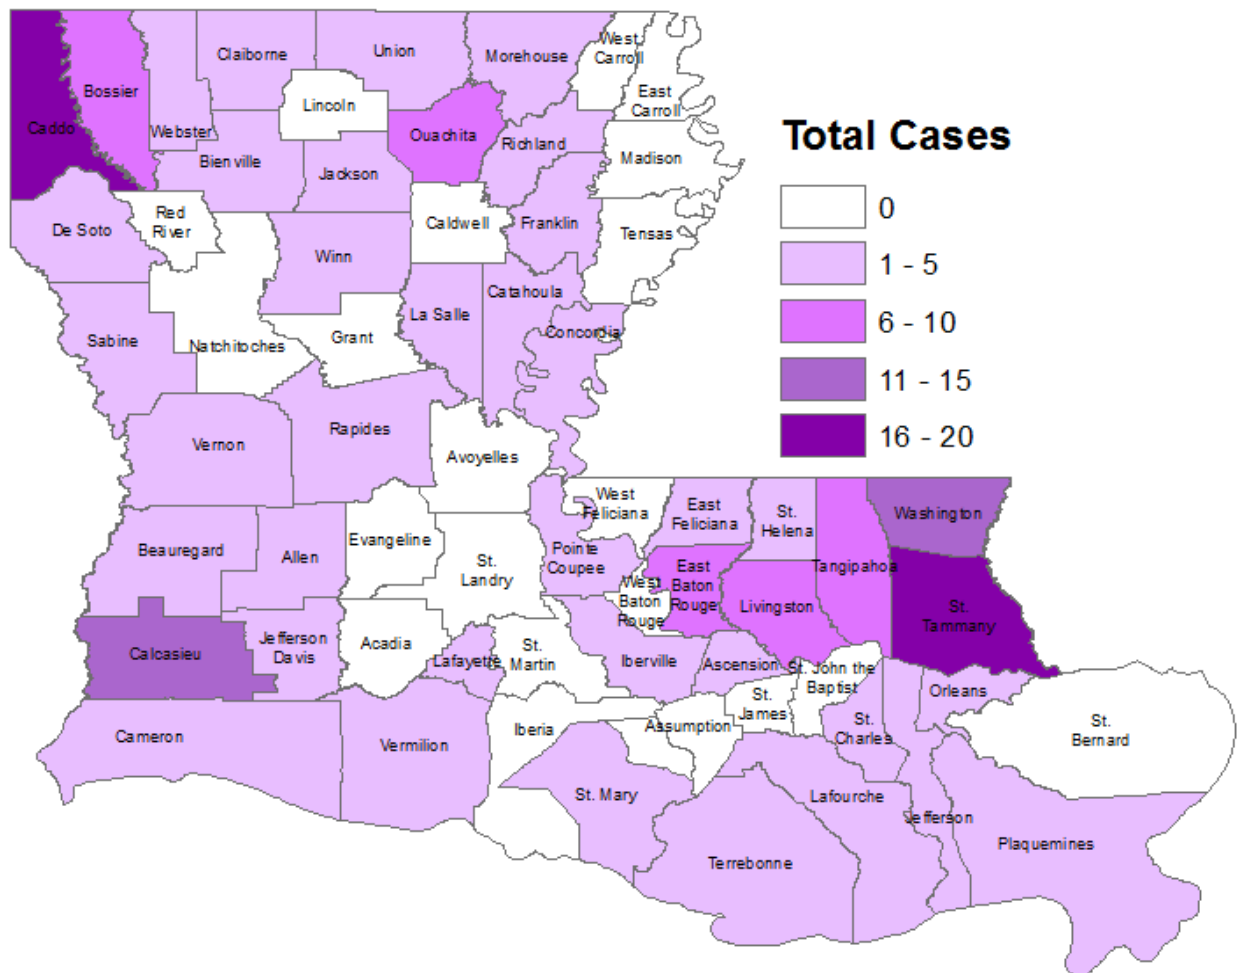 Total Cases
0
1 - 5
6 - 10
11 - 15
16 - 20
Caddo
Bossier
Webster
Claiborne
Union
Morehouse
West
Carroll
East
Carroll
Lincoln
Ouachita
Richland
Madison
Bienville
Jackson
De Soto
Red
River
Caldwell
Franklin
Tensas
Winn
Sabine
Natchitoches
Grant
La Salle
Catahoula
Concordia
Vernon
Rapides
Avoyelles
Beauregard
Allen
Evangeline
St.
Landry
Pointe
Coupee
West
Feliciana
East
Feliciana
St.
Helena
Tangipahoa
Washington
West
Baton
Rouge
East
Baton
Rouge
Livingston
St.
Tammany
Calcasieu
Jefferson
Davis
Acadia
Lafayette
St.
Martin
Iberville
Ascension
St. John the
Baptist
St.
James
Orleans
St.
Bernard
Cameron
Vermilion
Iberia
Assumption
St.
Charles
St. Mary
Lafourche
Jefferson
Terrebonne
Plaquemines